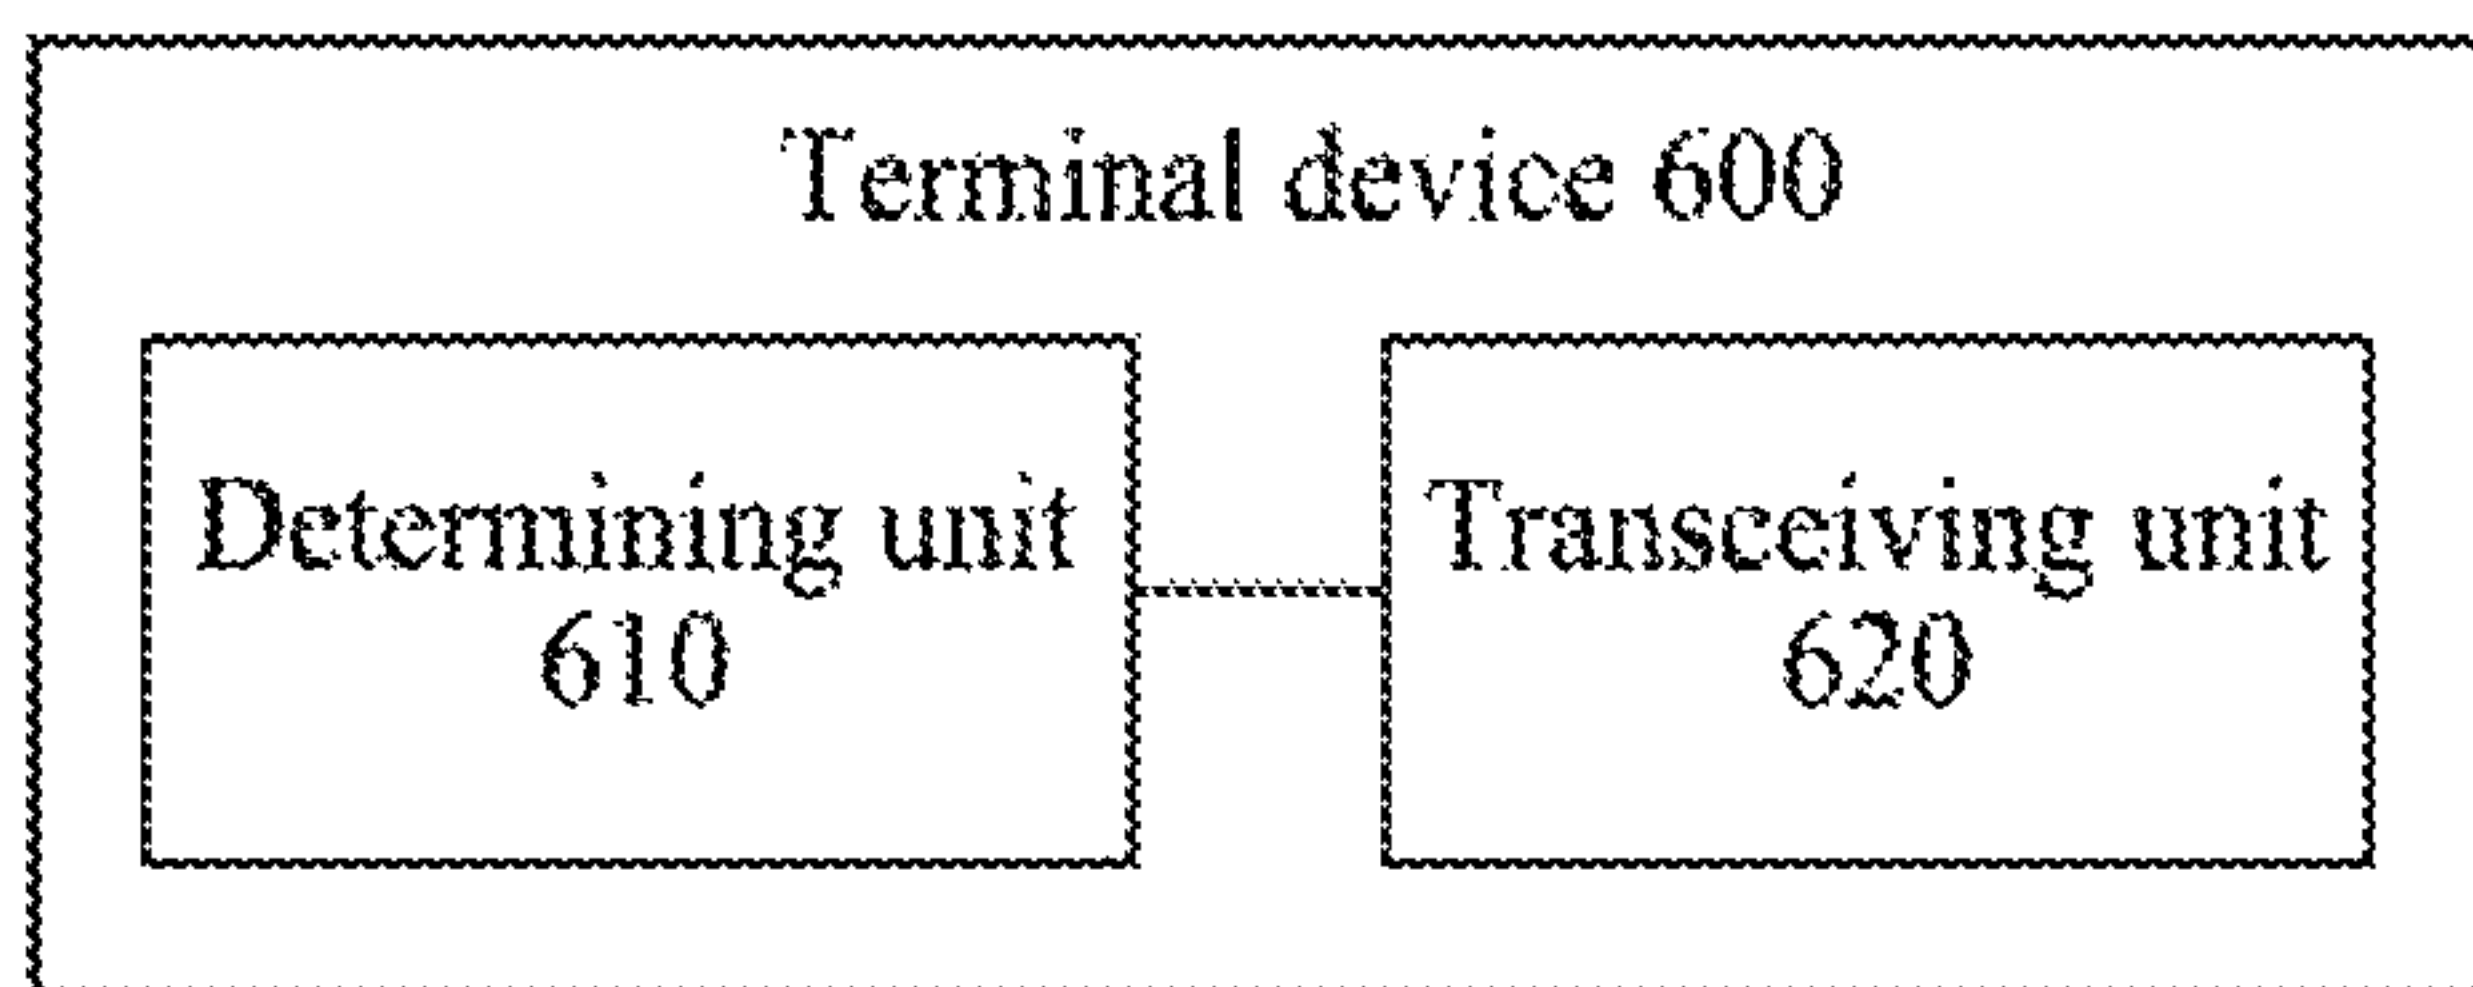 Terminal device 600
Determining unit
610
Transceiving unit
620